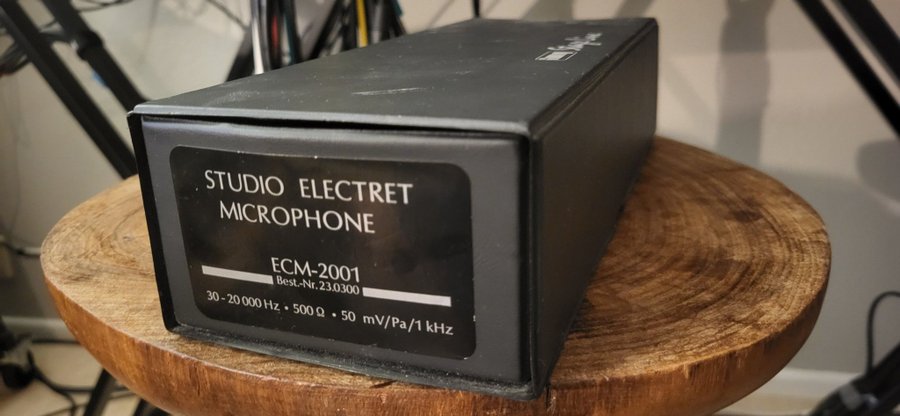 STUDIO ELECTRET
MICROPHONE
ECM-2001
Best.-Nr. 23.0300
30 - 20 000 Hz • 500 Ω • 50 mV/Pa/1 kHz